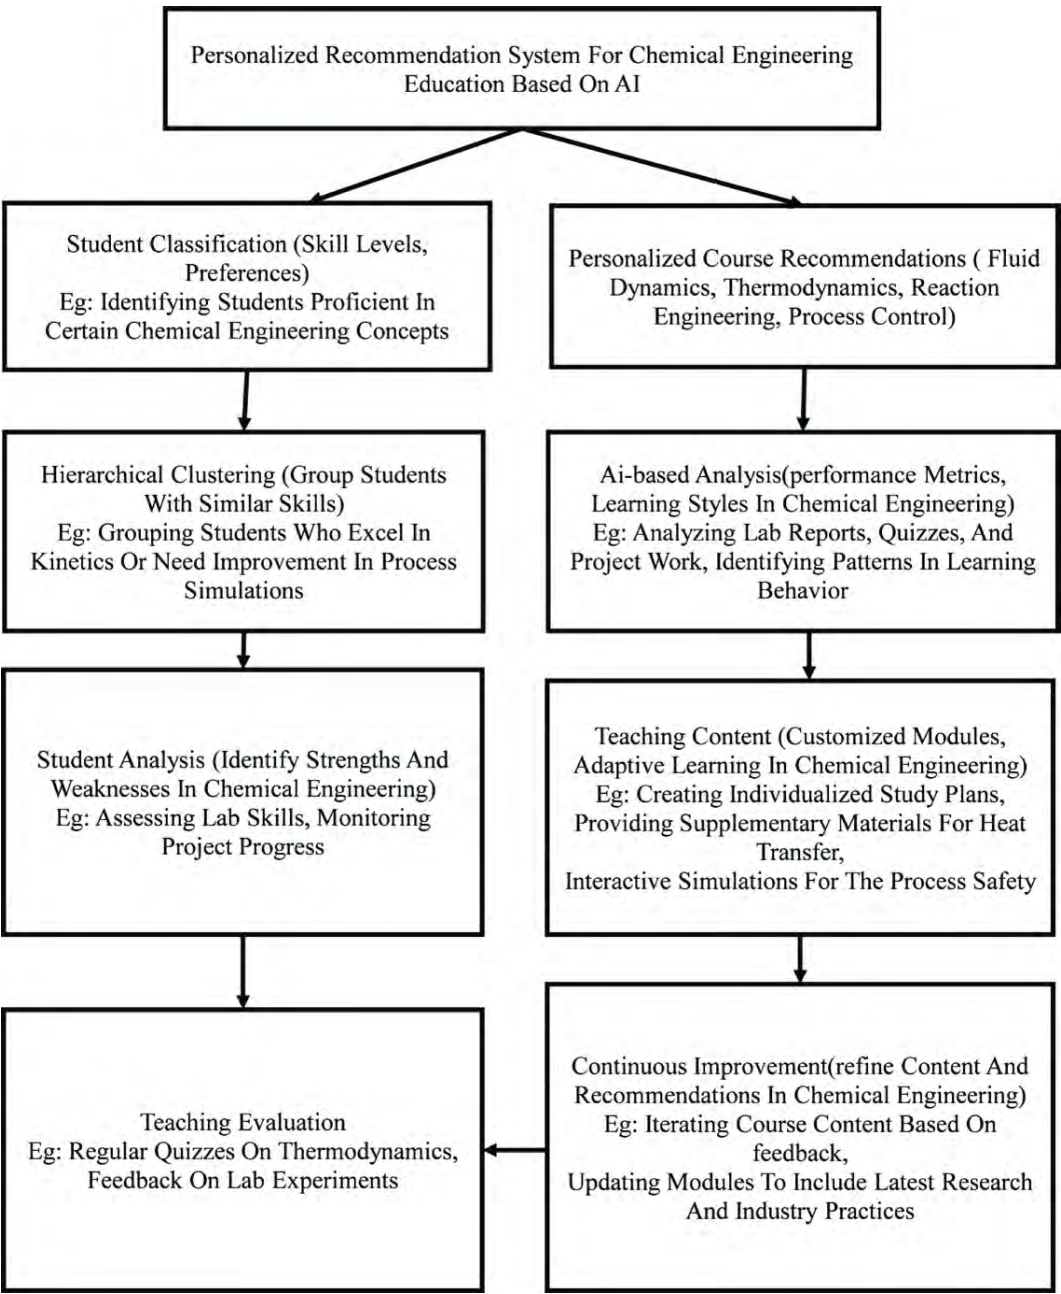 Personalized Recommendation System For Chemical Engineering
Education Based On AI
Student Classification (Skill Levels,
Preferences)
Eg: Identifying Students Proficient In
Certain Chemical Engineering Concepts
Personalized Course Recommendations ( Fluid
Dynamics, Thermodynamics, Reaction
Engineering, Process Control)
Hierarchical Clustering (Group Students
With Similar Skills)
Eg: Grouping Students Who Excel In
Kinetics Or Need Improvement In Process
Simulations
Ai-based Analysis(performance Metrics,
Learning Styles In Chemical Engineering)
Eg: Analyzing Lab Reports, Quizzes, And
Project Work, Identifying Patterns In Learning
Behavior
Student Analysis (Identify Strengths And
Weaknesses In Chemical Engineering)
Eg: Assessing Lab Skills, Monitoring
Project Progress
Teaching Content (Customized Modules,
Adaptive Learning In Chemical Engineering)
Eg: Creating Individualized Study Plans,
Providing Supplementary Materials For Heat
Transfer,
Interactive Simulations For The Process Safety
Teaching Evaluation
Eg: Regular Quizzes On Thermodynamics,
Feedback On Lab Experiments
Continuous Improvement(refine Content And
Recommendations In Chemical Engineering)
Eg: Iterating Course Content Based On
feedback,
Updating Modules To Include Latest Research
And Industry Practices